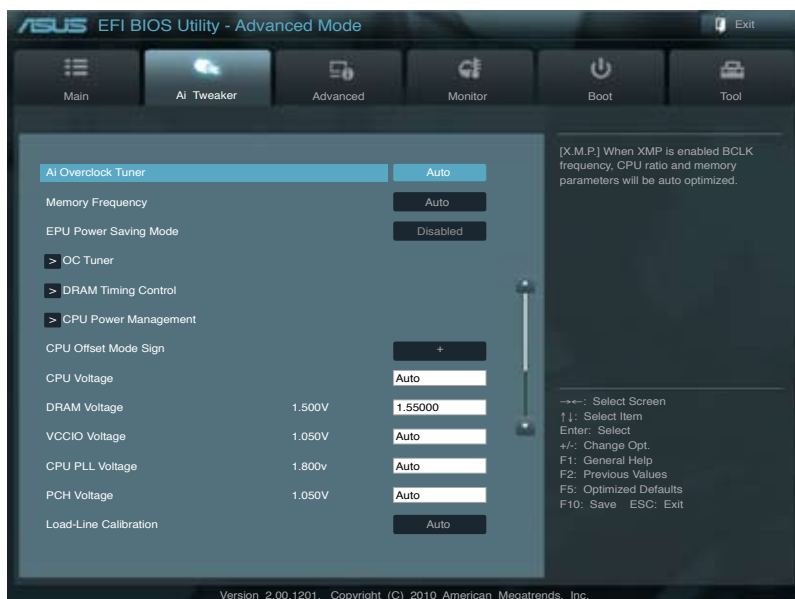 ASUS EFI BIOS Utility - Advanced Mode
Exit
Main
Ai Tweaker
Advanced
Monitor
Boot
Tool
Ai Overclock Tuner Auto
Memory Frequency Auto
EPU Power Saving Mode Disabled
> OC Tuner
> DRAM Timing Control
> CPU Power Management
CPU Offset Mode Sign +
CPU Voltage Auto
DRAM Voltage 1.500V 1.55000
VCCIO Voltage 1.050V Auto
CPU PLL Voltage 1.800v Auto
PCH Voltage 1.050V Auto
Load-Line Calibration Auto
[X.M.P.] When XMP is enabled BCLK
frequency, CPU ratio and memory
parameters will be auto optimized.
→←: Select Screen
↑↓: Select Item
Enter: Select
+/-: Change Opt.
F1: General Help
F2: Previous Values
F5: Optimized Defaults
F10: Save ESC: Exit
Version 2.00.1201. Copyright (C) 2010 American Megatrends, Inc.